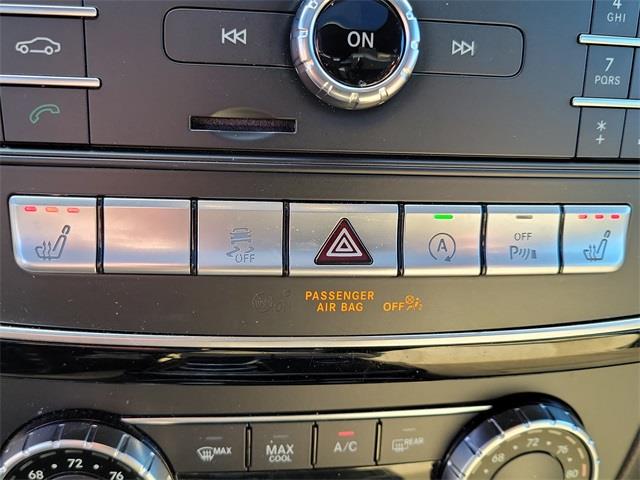 ON
4
GHI
7
PQRS
*
+
OFF
A
OFF
P
PASSENGER
AIR BAG OFF
MAX
MAX
COOL
A/C
REAR
68 72 76
68 72 76 80